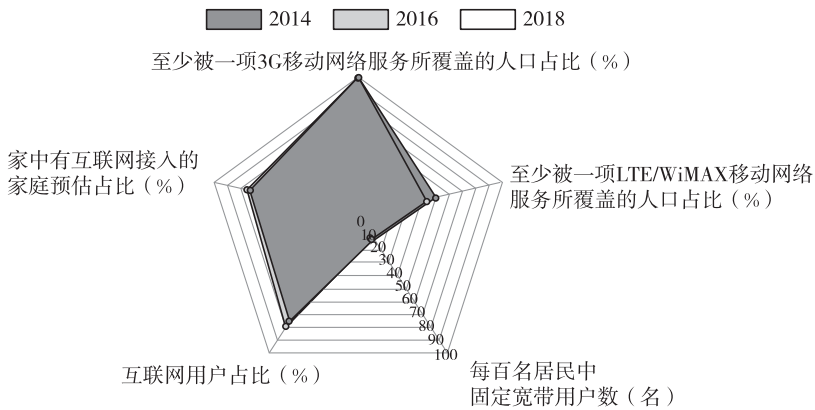 2014 2016 2018
至少被一项3G移动网络服务所覆盖的人口占比（%）
家中有互联网接入的
家庭预估占比（%）
至少被一项LTE/WiMAX移动网络
服务所覆盖的人口占比（%）
0
10
20
30
40
50
60
70
80
90
100
互联网用户占比（%）
每百名居民中
固定宽带用户数（名）